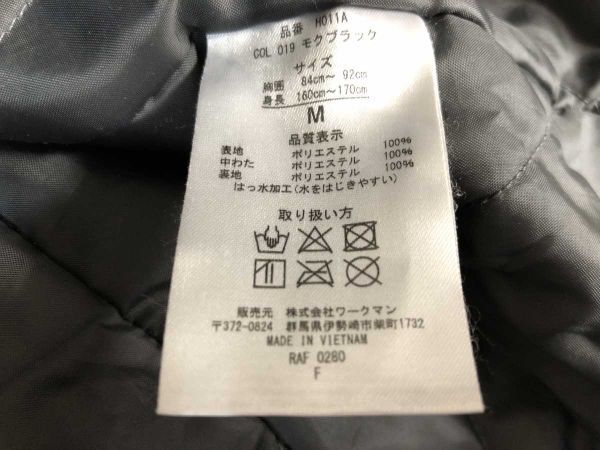 品番 H011A
COL 019 モクブラック
サイズ
胸囲 84cm～ 92cm
身長 160cm～170cm
M
品質表示
表地 ポリエステル 100%
中わた ポリエステル 100%
裏地 ポリエステル 100%
はっ水加工(水をはじきやすい)
取り扱い方
販売元 株式会社ワークマン
〒372-0824 群馬県伊勢崎市柴町1732
MADE IN VIETNAM
RAF 0280
F